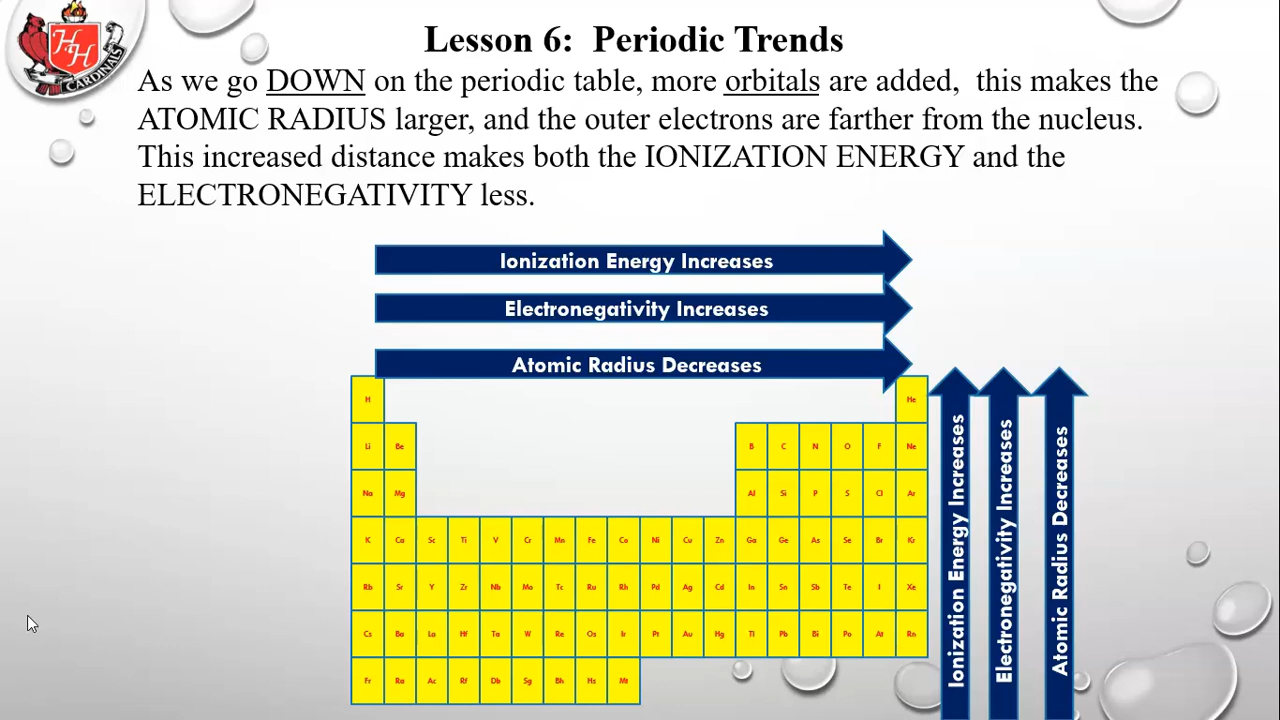 Lesson 6:  Periodic Trends
As we go DOWN on the periodic table, more orbitals are added,  this makes the
ATOMIC RADIUS larger, and the outer electrons are farther from the nucleus.
This increased distance makes both the IONIZATION ENERGY and the
ELECTRONEGATIVITY less.
HH
CARDINALS
Ionization Energy Increases
Electronegativity Increases
Atomic Radius Decreases
H He
Li Be B C N O F Ne
Na Mg Al Si P S Cl Ar
K Ca Sc Ti V Cr Mn Fe Co Ni Cu Zn Ga Ge As Se Br Kr
Rb Sr Y Zr Nb Mo Tc Ru Rh Pd Ag Cd In Sn Sb Te I Xe
Cs Ba La Hf Ta W Re Os Ir Pt Au Hg Tl Pb Bi Po At Rn
Fr Ra Ac Rf Db Sg Bh Hs Mt
Ionization Energy Increases
Electronegativity Increases
Atomic Radius Decreases